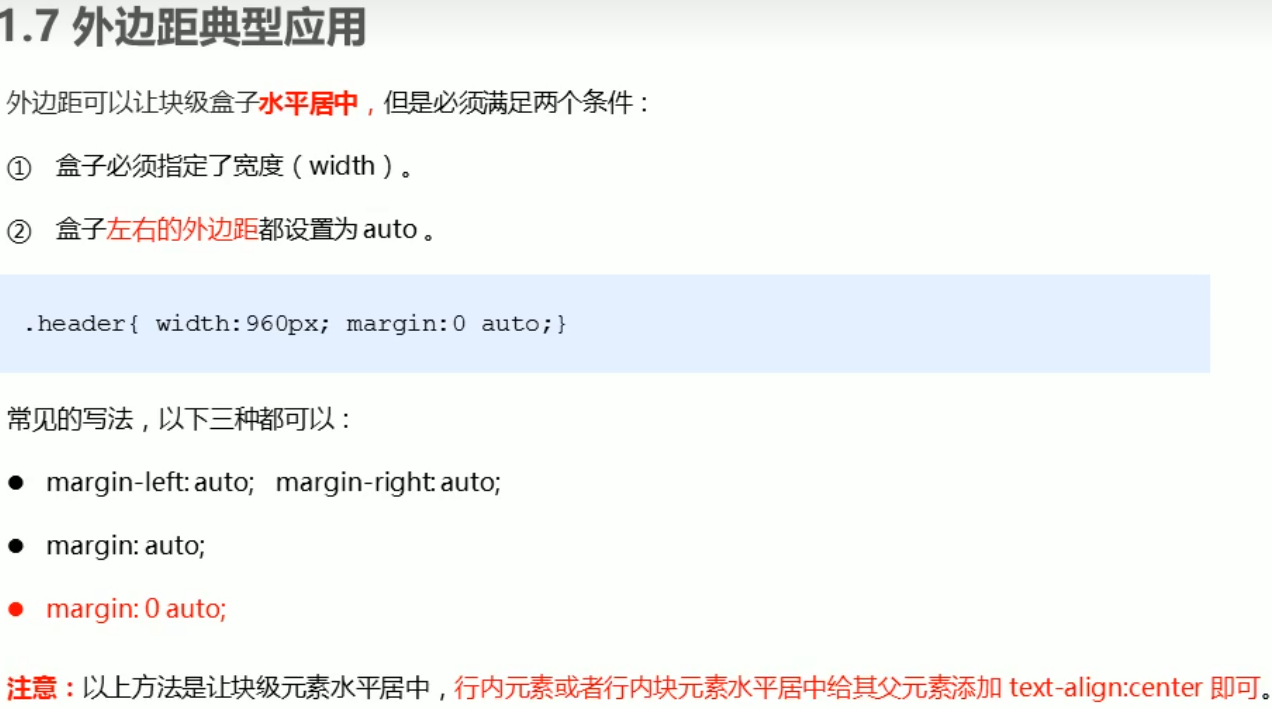 1.7 外边距典型应用
外边距可以让块级盒子水平居中，但是必须满足两个条件：
① 盒子必须指定了宽度（width）。
② 盒子左右的外边距都设置为 auto 。
.header{ width:960px; margin:0 auto;}
常见的写法，以下三种都可以：
● margin-left: auto; margin-right: auto;
● margin: auto;
● margin: 0 auto;
注意：以上方法是让块级元素水平居中，行内元素或者行内块元素水平居中给其父元素添加 text-align:center 即可。